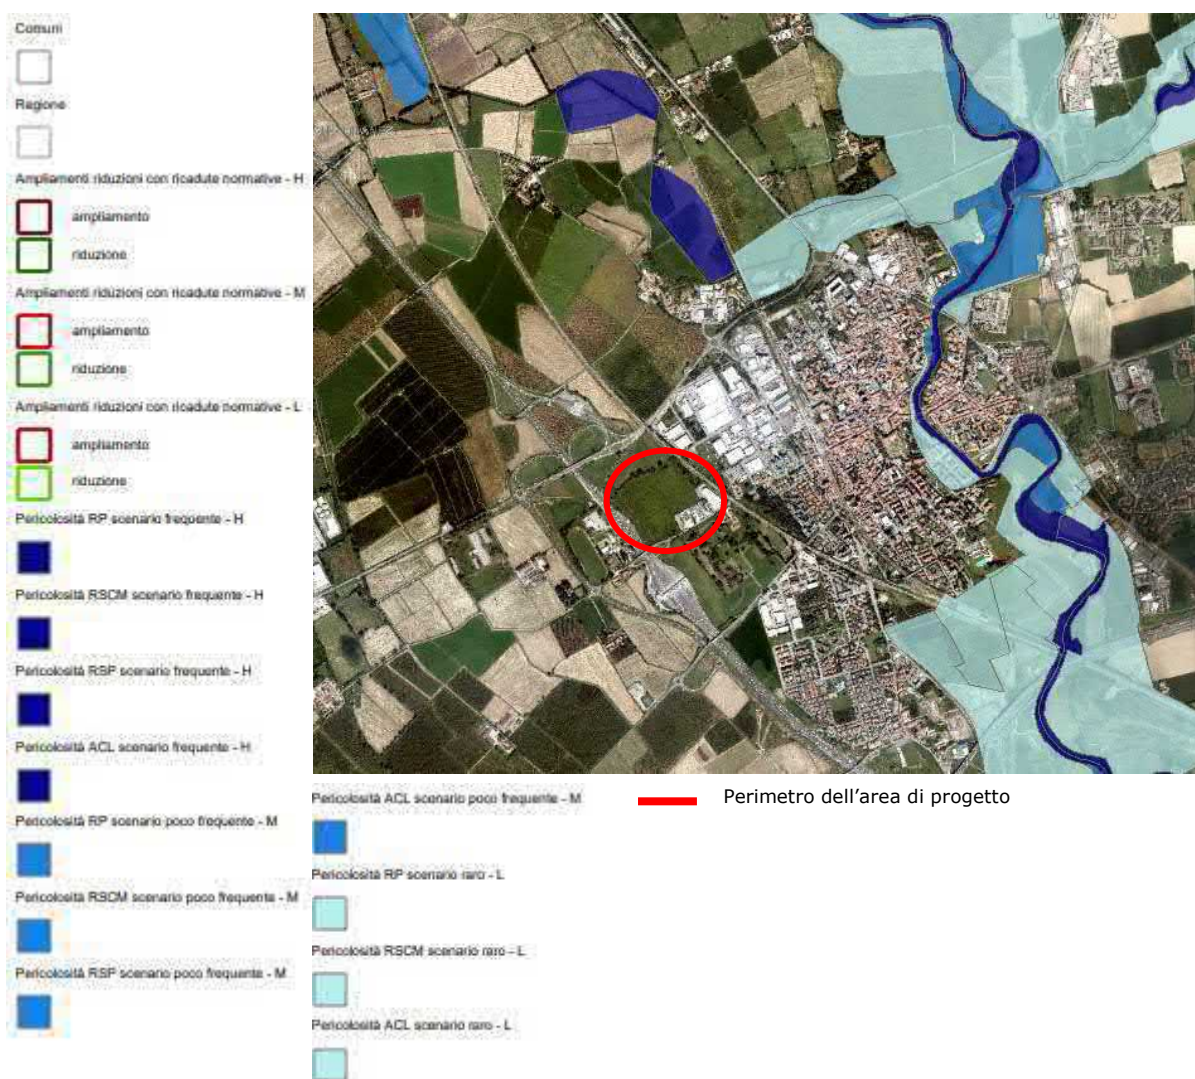 Comuni
Regione
Ampliamenti riduzioni con ricadute normative - H
ampliamento
riduzione
Ampliamenti riduzioni con ricadute normative - M
ampliamento
riduzione
Ampliamenti riduzioni con ricadute normative - L
ampliamento
riduzione
Pericolosità RP scenario frequente - H
Pericolosità RSCM scenario frequente - H
Pericolosità RSP scenario frequente - H
Pericolosità ACL scenario frequente - H
Pericolosità RP scenario poco frequente - M
Pericolosità RSCM scenario poco frequente - M
Pericolosità RSP scenario poco frequente - M
Pericolosità ACL scenario poco frequente - M
Pericolosità RP scenario raro - L
Pericolosità RSCM scenario raro - L
Pericolosità ACL scenario raro - L
Perimetro dell’area di progetto